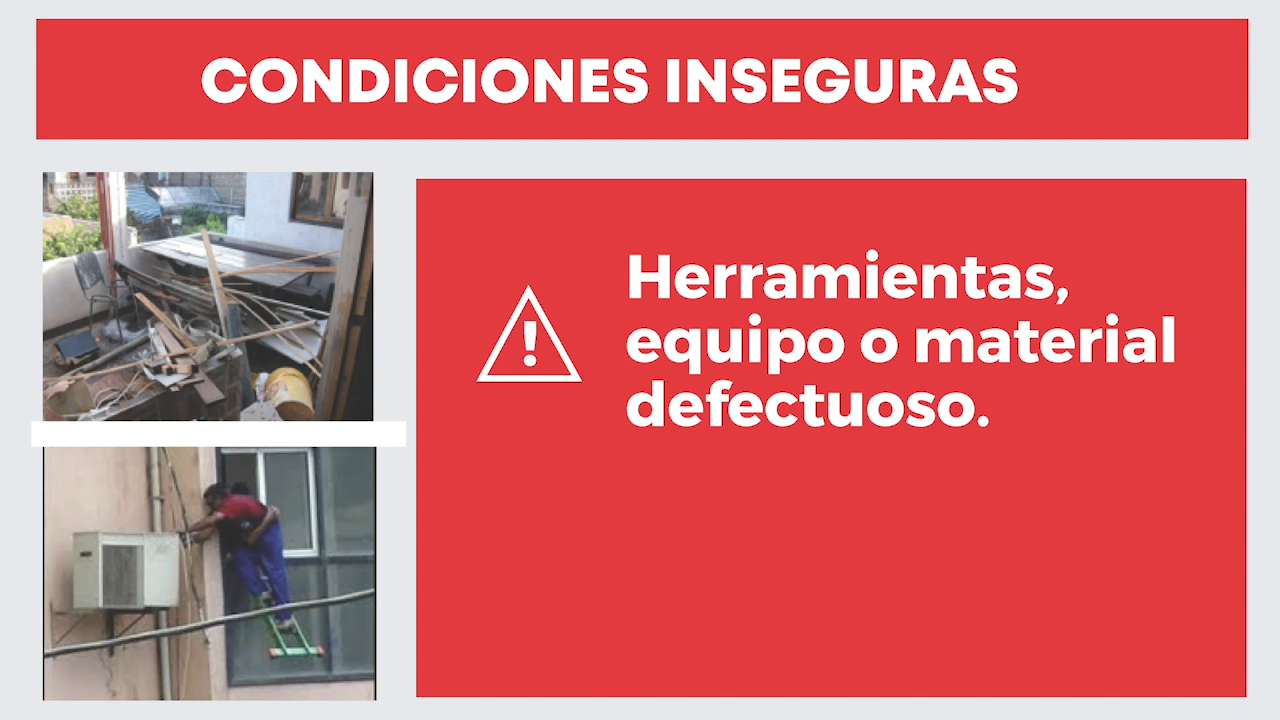 CONDICIONES INSEGURAS
Herramientas,
equipo o material
defectuoso.